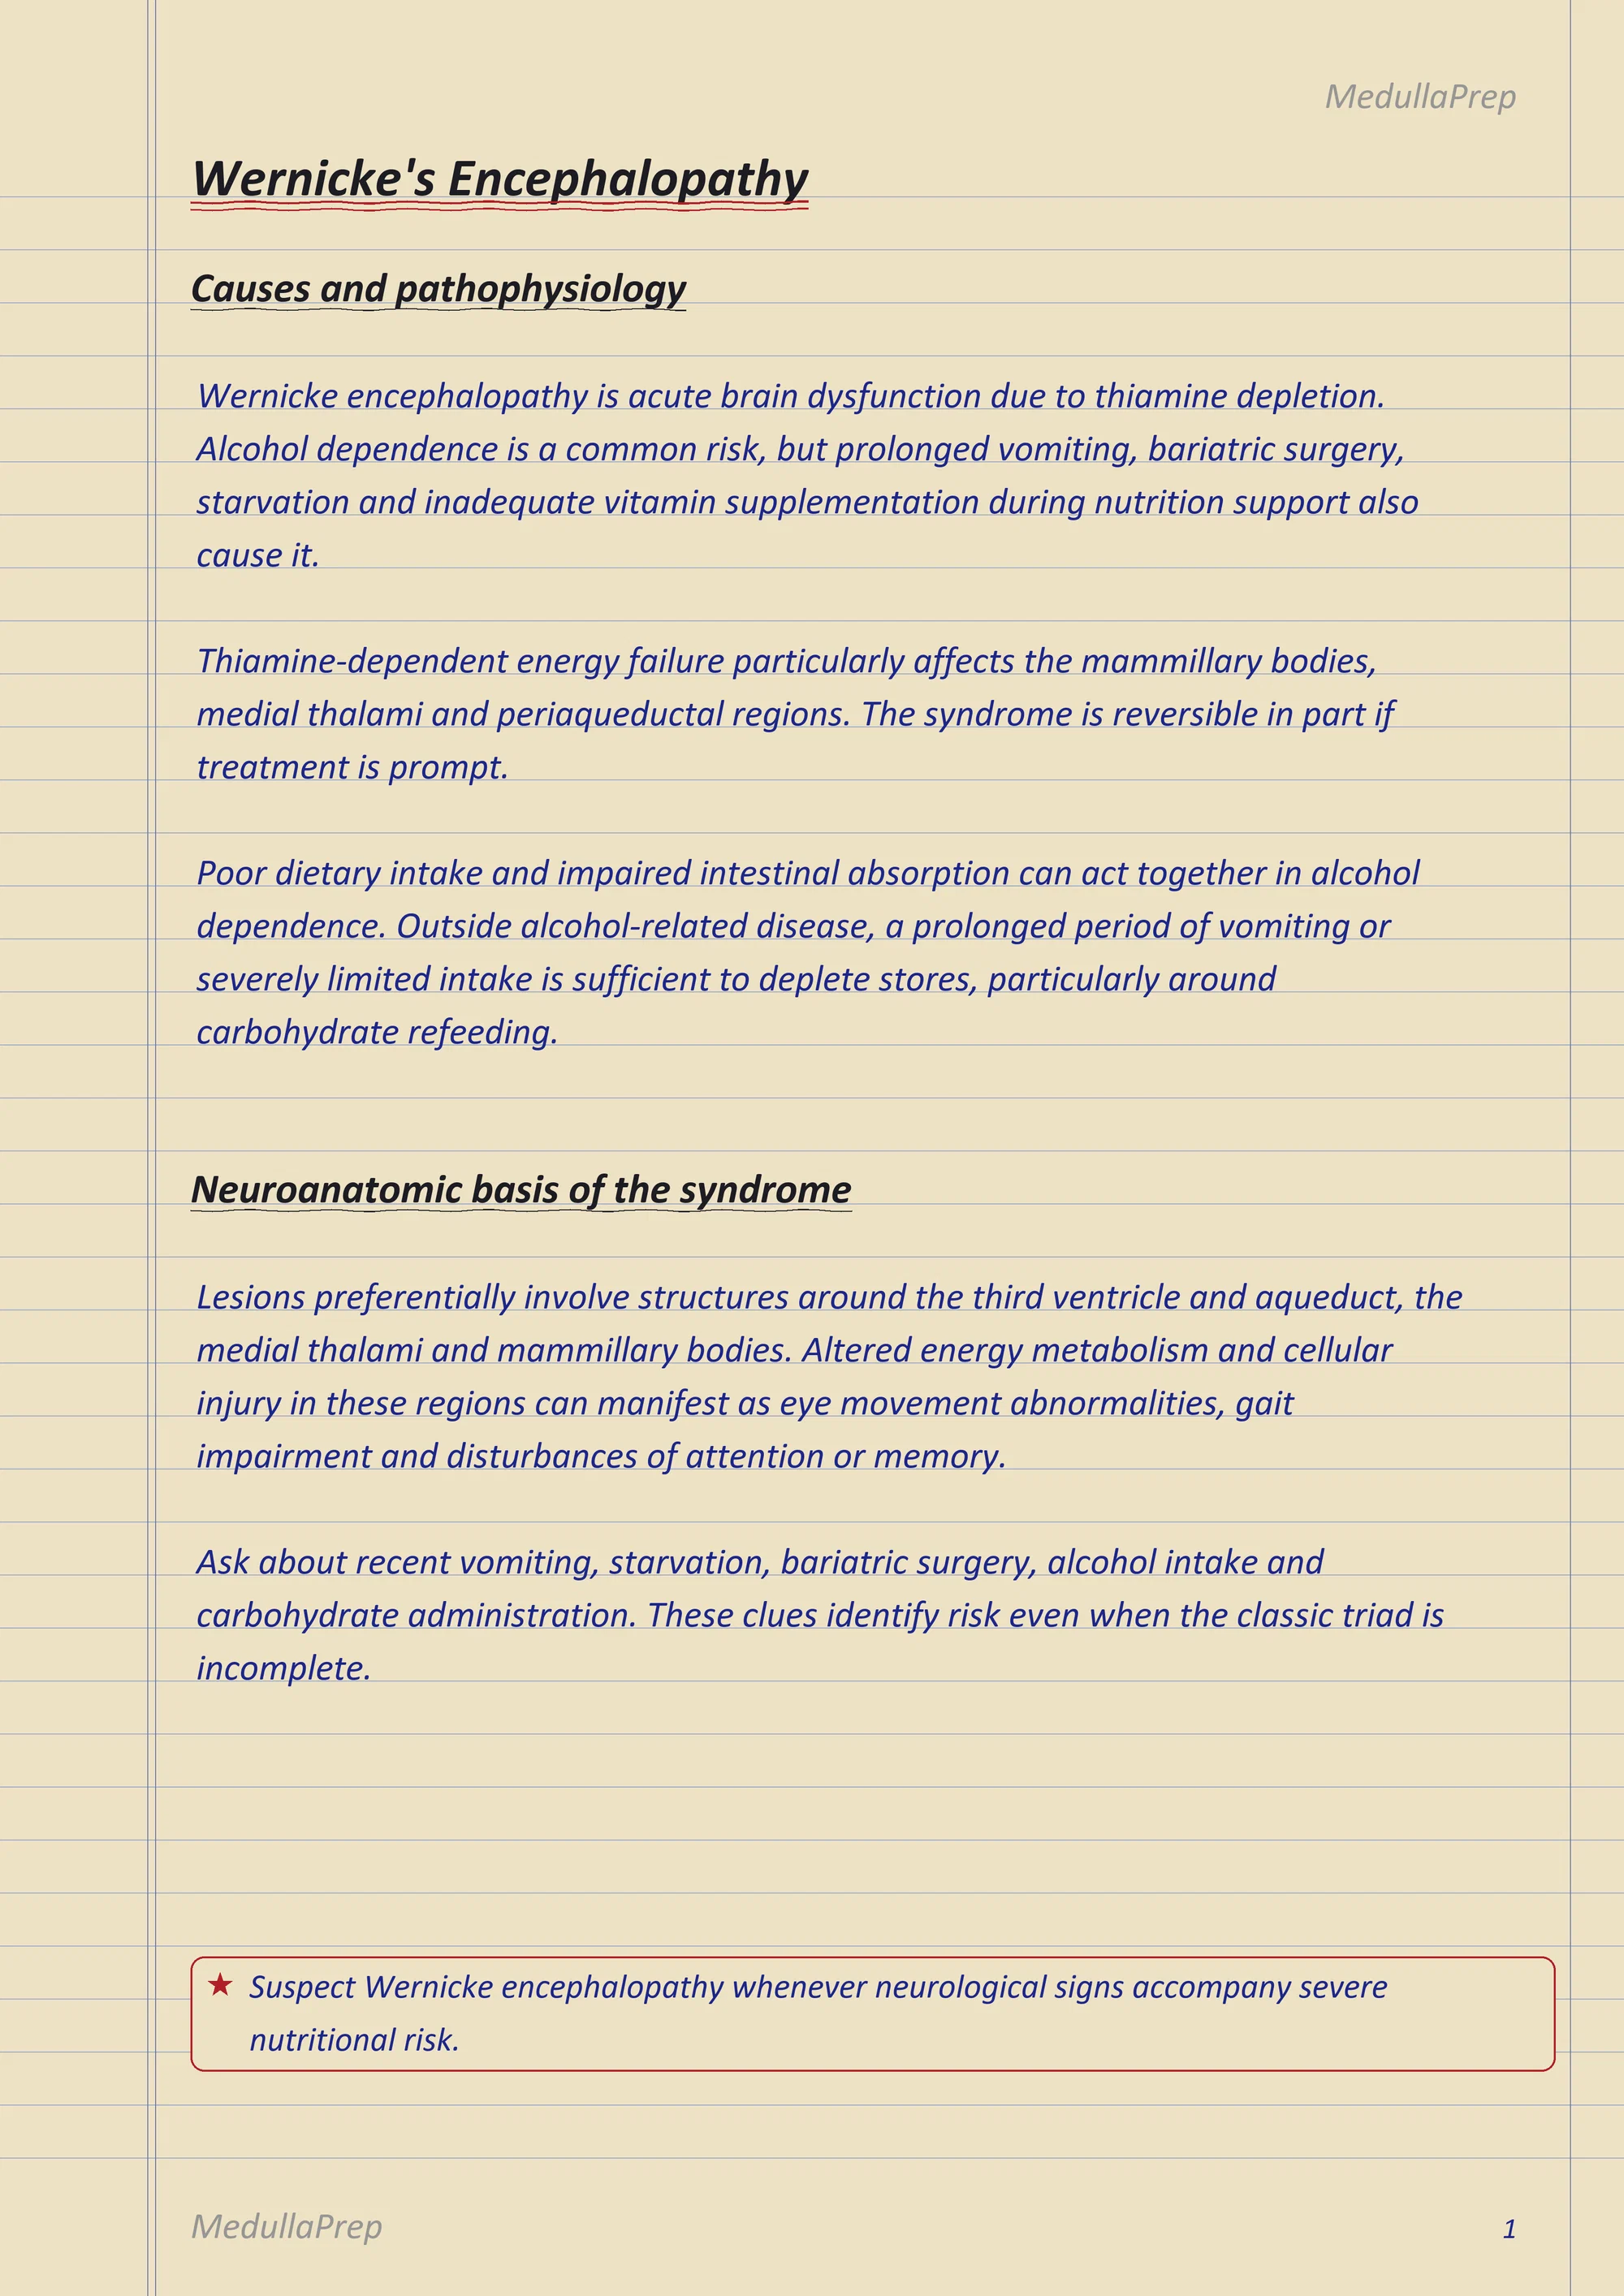 MedullaPrep
Wernicke's Encephalopathy
Causes and pathophysiology
Wernicke encephalopathy is acute brain dysfunction due to thiamine depletion.
Alcohol dependence is a common risk, but prolonged vomiting, bariatric surgery,
starvation and inadequate vitamin supplementation during nutrition support also
cause it.
Thiamine-dependent energy failure particularly affects the mammillary bodies,
medial thalami and periaqueductal regions. The syndrome is reversible in part if
treatment is prompt.
Poor dietary intake and impaired intestinal absorption can act together in alcohol
dependence. Outside alcohol-related disease, a prolonged period of vomiting or
severely limited intake is sufficient to deplete stores, particularly around
carbohydrate refeeding.
Neuroanatomic basis of the syndrome
Lesions preferentially involve structures around the third ventricle and aqueduct, the
medial thalami and mammillary bodies. Altered energy metabolism and cellular
injury in these regions can manifest as eye movement abnormalities, gait
impairment and disturbances of attention or memory.
Ask about recent vomiting, starvation, bariatric surgery, alcohol intake and
carbohydrate administration. These clues identify risk even when the classic triad is
incomplete.
★ Suspect Wernicke encephalopathy whenever neurological signs accompany severe
nutritional risk.
MedullaPrep
1